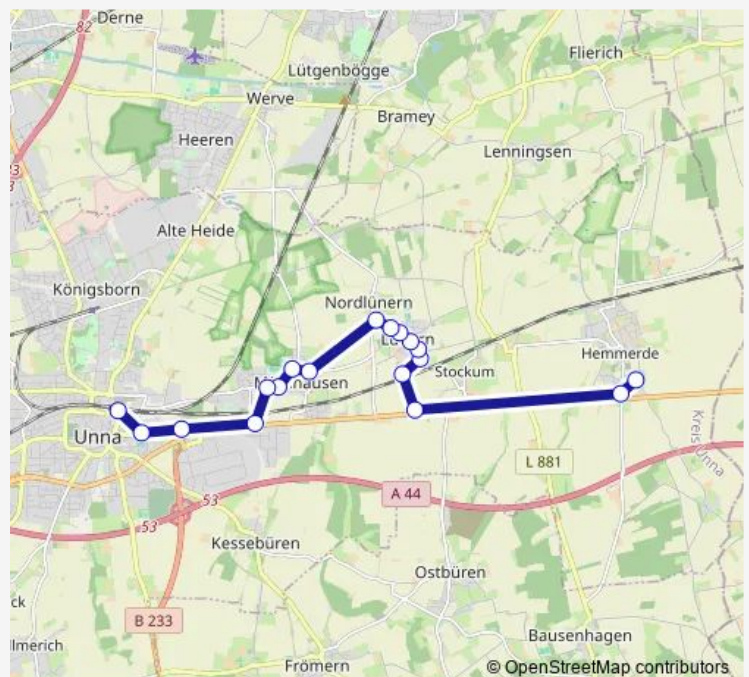 Derne
82
Flierich
Lütgenbögge
Werve
Bramey
Heeren
Lenningsen
Alte Heide
Königsborn
Nordlünern
Hemmerde
Stockum
Unna
Kreis Unna
L 881
A 44
53
53
Kessebüren
Ostbüren
B 233
Bausenhagen
Frömern
© OpenStreetMap contributors